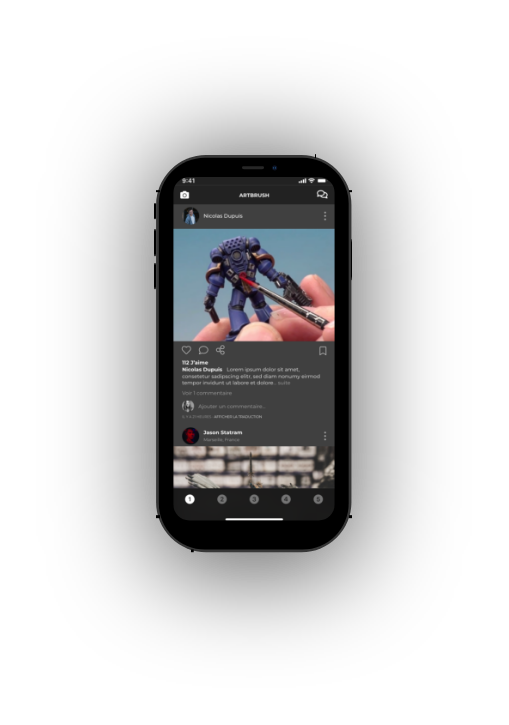 9:41
ARTBRUSH
Nicolas Dupuis
112 J'aime
Nicolas Dupuis Lorem ipsum dolor sit amet,
consetetur sadipscing elitr, sed diam nonumy eirmod
tempor invidunt ut labore et dolore.. suite
Voir 1 commentaire
Ajouter un commentaire...
HEURES · AFFICHER LA TRADUCTION
Jason Statram
Marseille, France
1 2 3 4 5